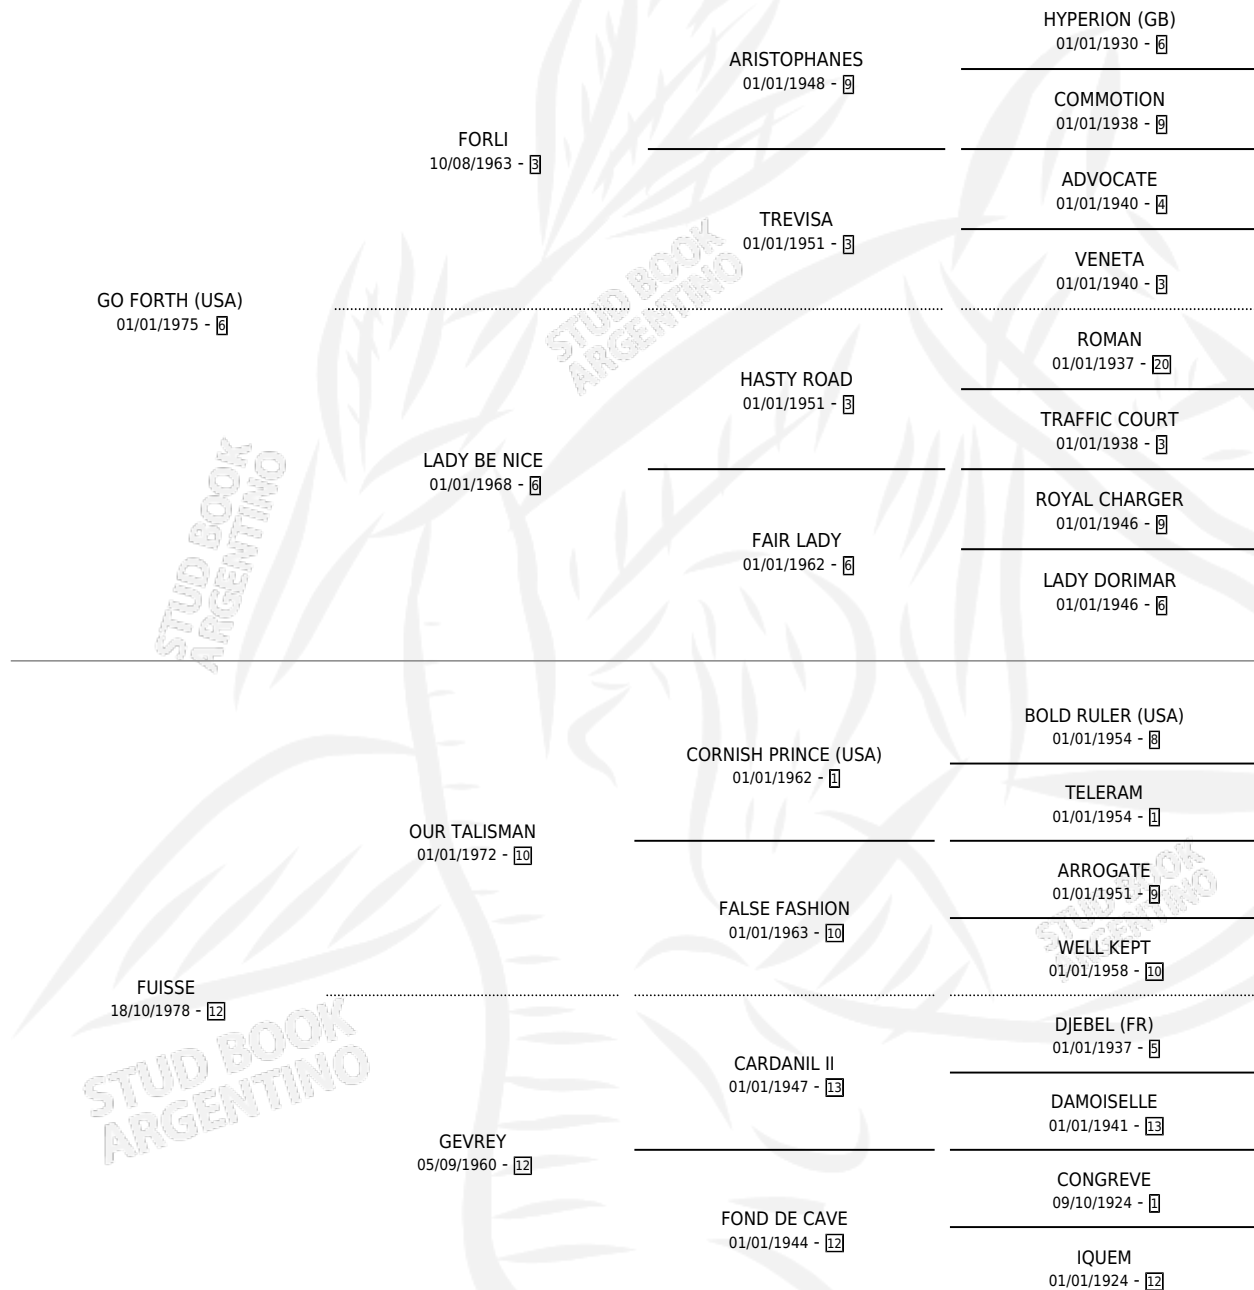 HYPERION (GB)
01/01/1930 - 6
ARISTOPHANES
01/01/1948 - 9
COMMOTION
01/01/1938 - 9
FORLI
10/08/1963 - 3
ADVOCATE
01/01/1940 - 4
TREVISA
01/01/1951 - 3
VENETA
01/01/1940 - 3
STUD BOOK
ARGENTINO
GO FORTH (USA)
01/01/1975 - 6
ROMAN
01/01/1937 - 20
HASTY ROAD
01/01/1951 - 3
TRAFFIC COURT
01/01/1938 - 3
LADY BE NICE
01/01/1968 - 6
ROYAL CHARGER
01/01/1946 - 9
FAIR LADY
01/01/1962 - 6
LADY DORIMAR
01/01/1946 - 6
STUD BOOK
ARGENTINO
BOLD RULER (USA)
01/01/1954 - 8
CORNISH PRINCE (USA)
01/01/1962 - 1
TELERAM
01/01/1954 - 1
OUR TALISMAN
01/01/1972 - 10
ARROGATE
01/01/1951 - 9
FALSE FASHION
01/01/1963 - 10
WELL KEPT
01/01/1958 - 10
STUD BOOK
ARGENTINO
FUISSE
18/10/1978 - 12
DJEBEL (FR)
01/01/1937 - 5
CARDANIL II
01/01/1947 - 13
DAMOISELLE
01/01/1941 - 13
STUD BOOK
ARGENTINO
GEVREY
05/09/1960 - 12
CONGREVE
09/10/1924 - 1
FOND DE CAVE
01/01/1944 - 12
IQUEM
01/01/1924 - 12